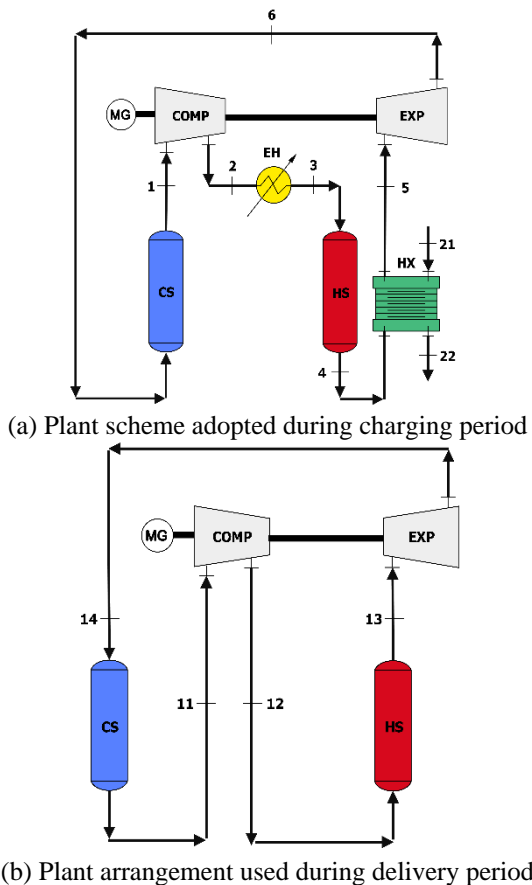 6
MG
COMP
EXP
EH
1
2
3
5
21
HX
CS
HS
22
4
(a) Plant scheme adopted during charging period
MG
COMP
EXP
14
13
11
12
CS
HS
(b) Plant arrangement used during delivery period